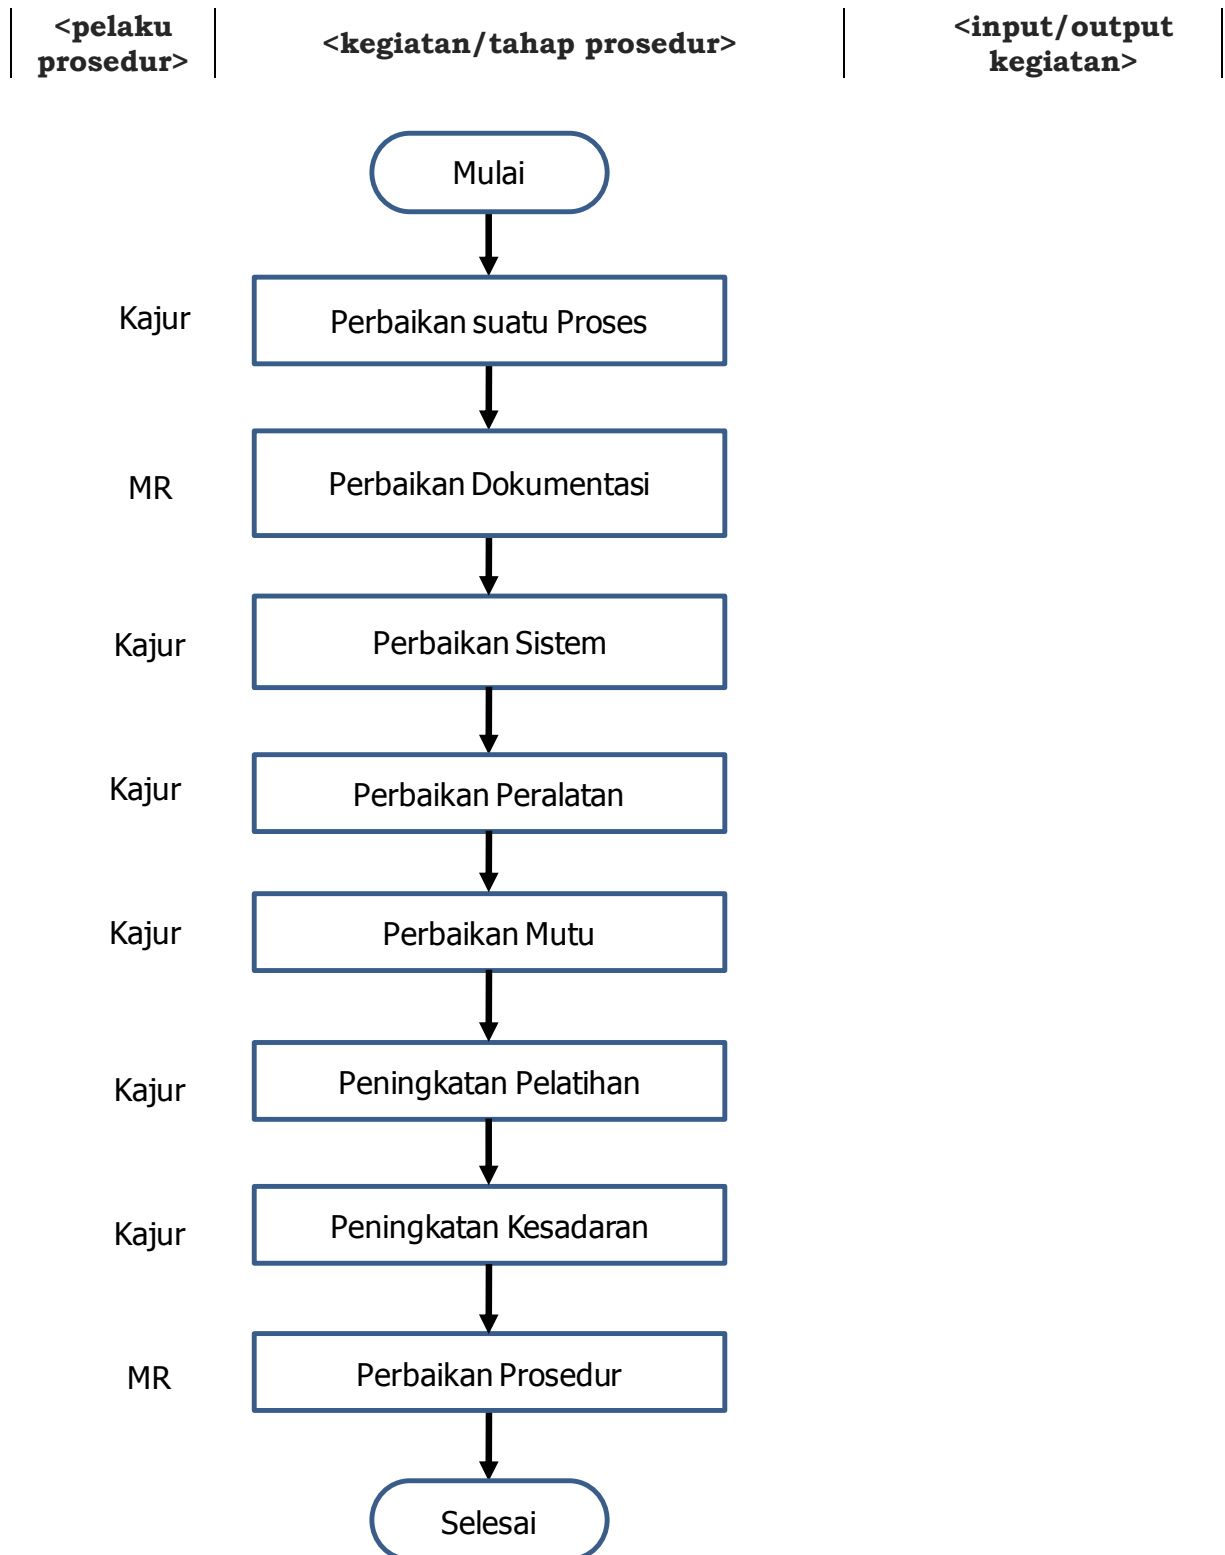 <pelaku
prosedur>
<kegiatan/tahap prosedur>
<input/output
kegiatan>
Mulai
Kajur
Perbaikan suatu Proses
MR
Perbaikan Dokumentasi
Kajur
Perbaikan Sistem
Kajur
Perbaikan Peralatan
Kajur
Perbaikan Mutu
Kajur
Peningkatan Pelatihan
Kajur
Peningkatan Kesadaran
MR
Perbaikan Prosedur
Selesai